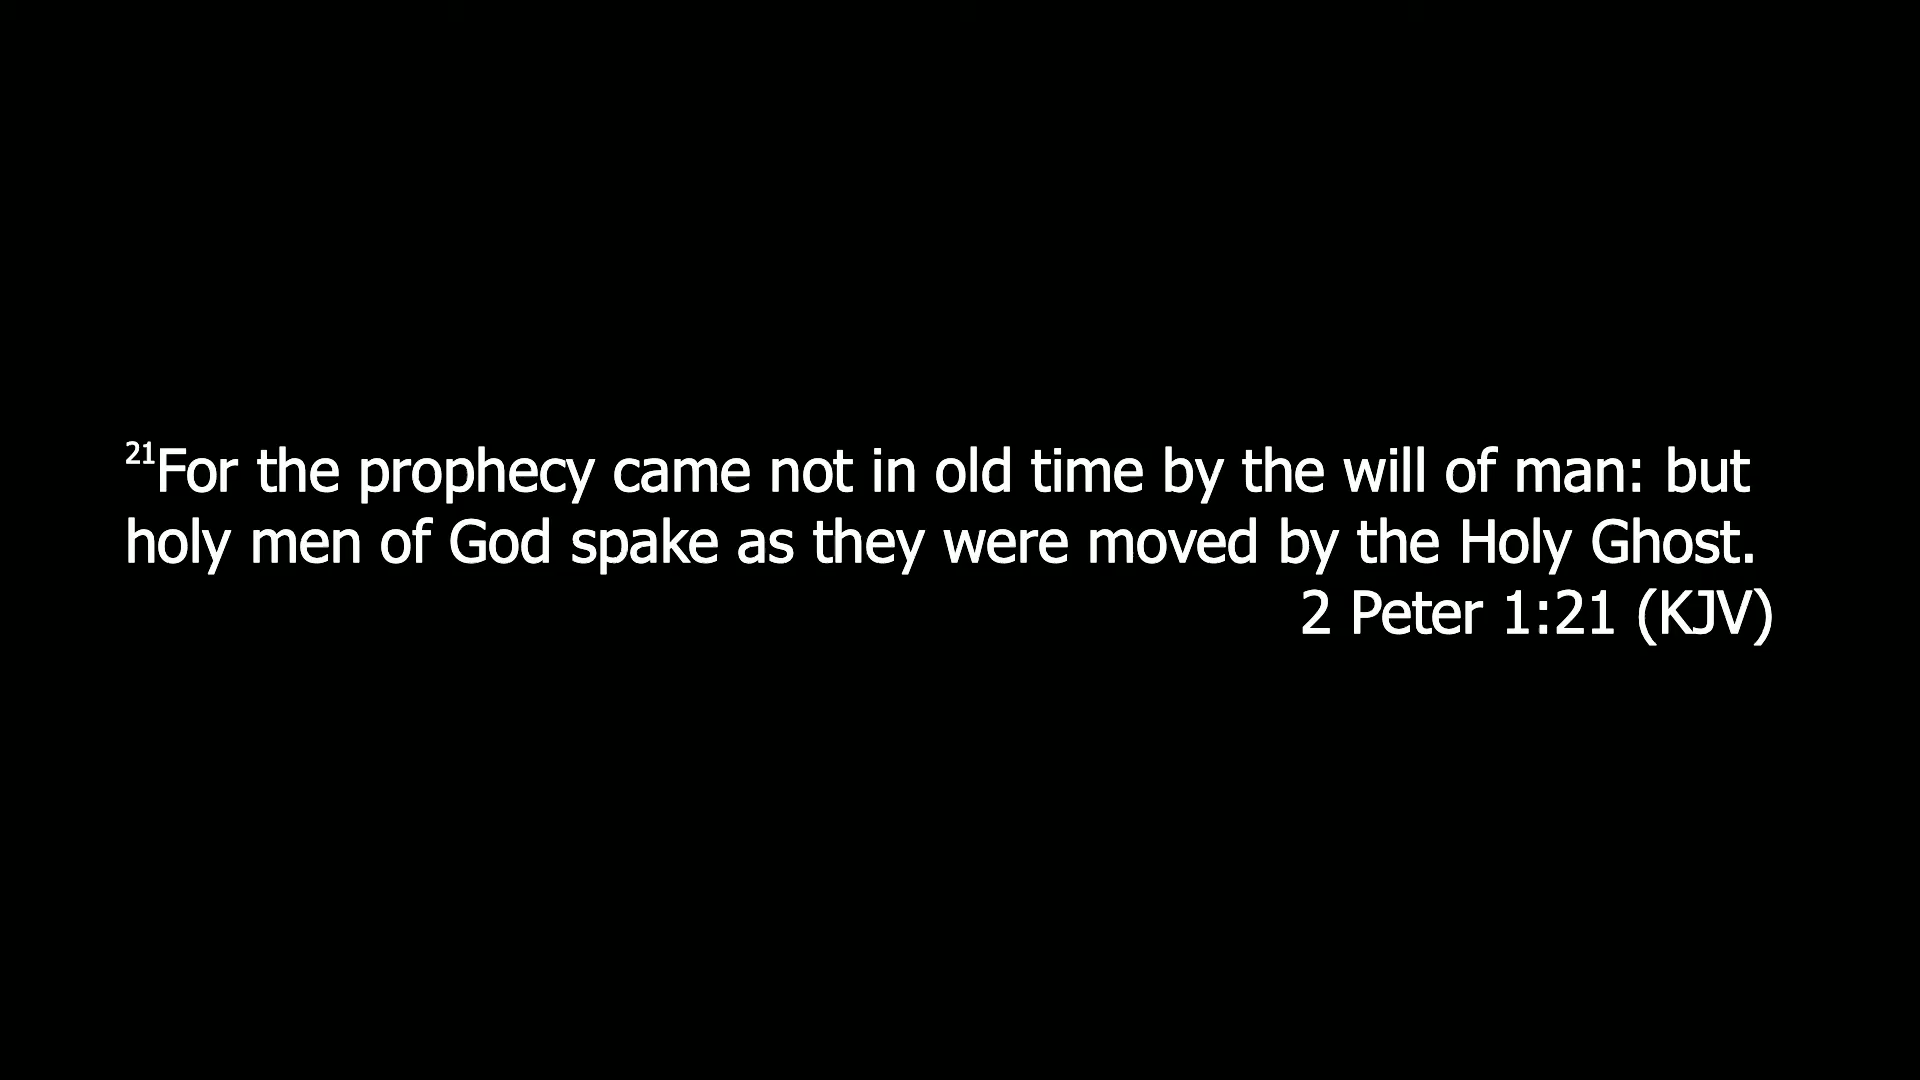 21For the prophecy came not in old time by the will of man: but
holy men of God spake as they were moved by the Holy Ghost.
2 Peter 1:21 (KJV)